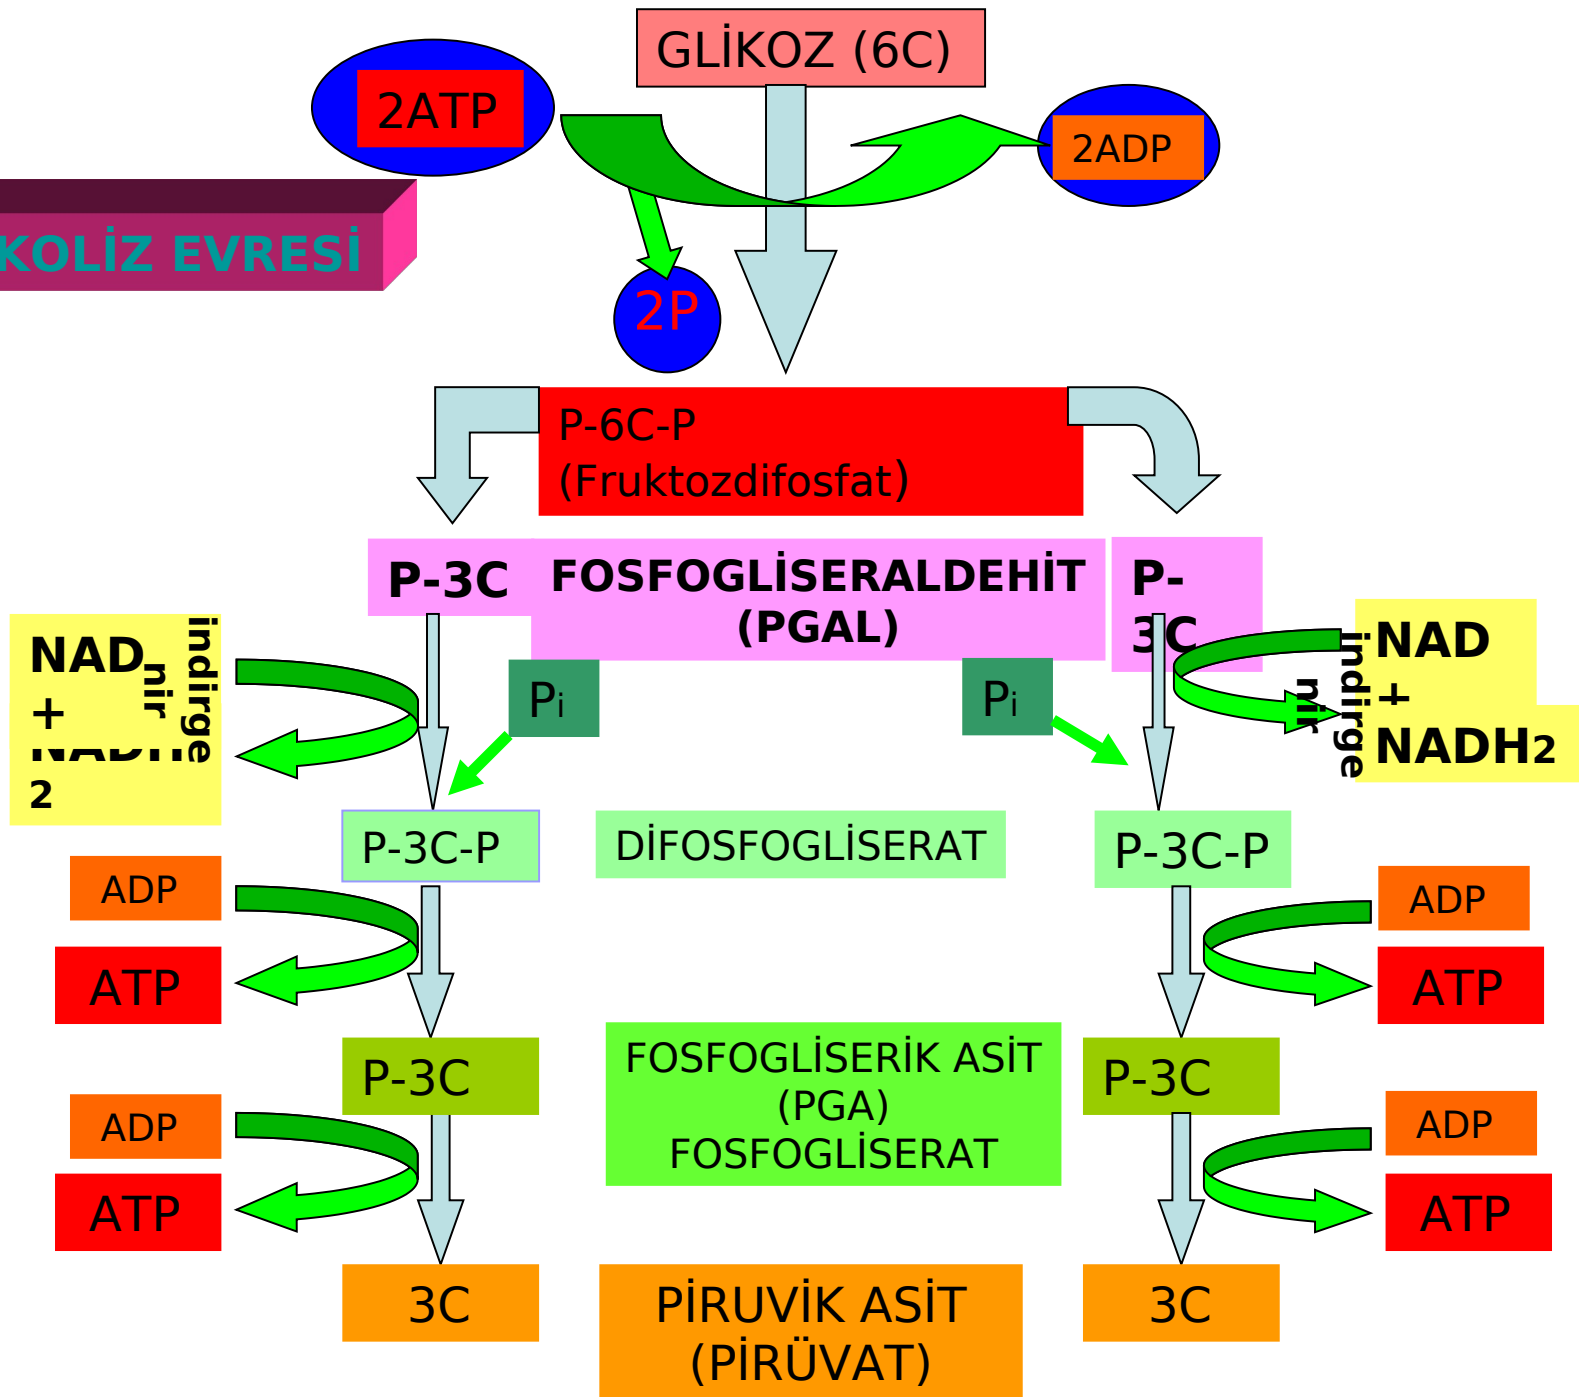 GLİKOZ (6C)
2ATP
2ADP
KOLİZ EVRESİ
2P
P-6C-P
(Fruktozdifosfat)
P-3C
FOSFOGLİSERALDEHİT
(PGAL)
P-
3C
NAD
+
indirge
nir
NADH
2
Pi
Pi
NAD
+
indirge
nir
NADH2
P-3C-P
DİFOSFOGLİSERAT
P-3C-P
ADP
ATP
ADP
ATP
P-3C
FOSFOGLİSERİK ASİT
(PGA)
FOSFOGLİSERAT
P-3C
ADP
ATP
ADP
ATP
3C
PİRUVİK ASİT
(PİRÜVAT)
3C